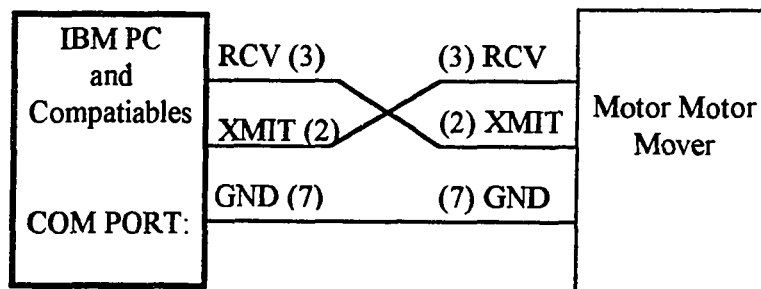 IBM PC
and
Compatiables
COM PORT:
RCV (3)
XMIT (2)
GND (7)
(3) RCV
(2) XMIT
(7) GND
Motor Motor
Mover